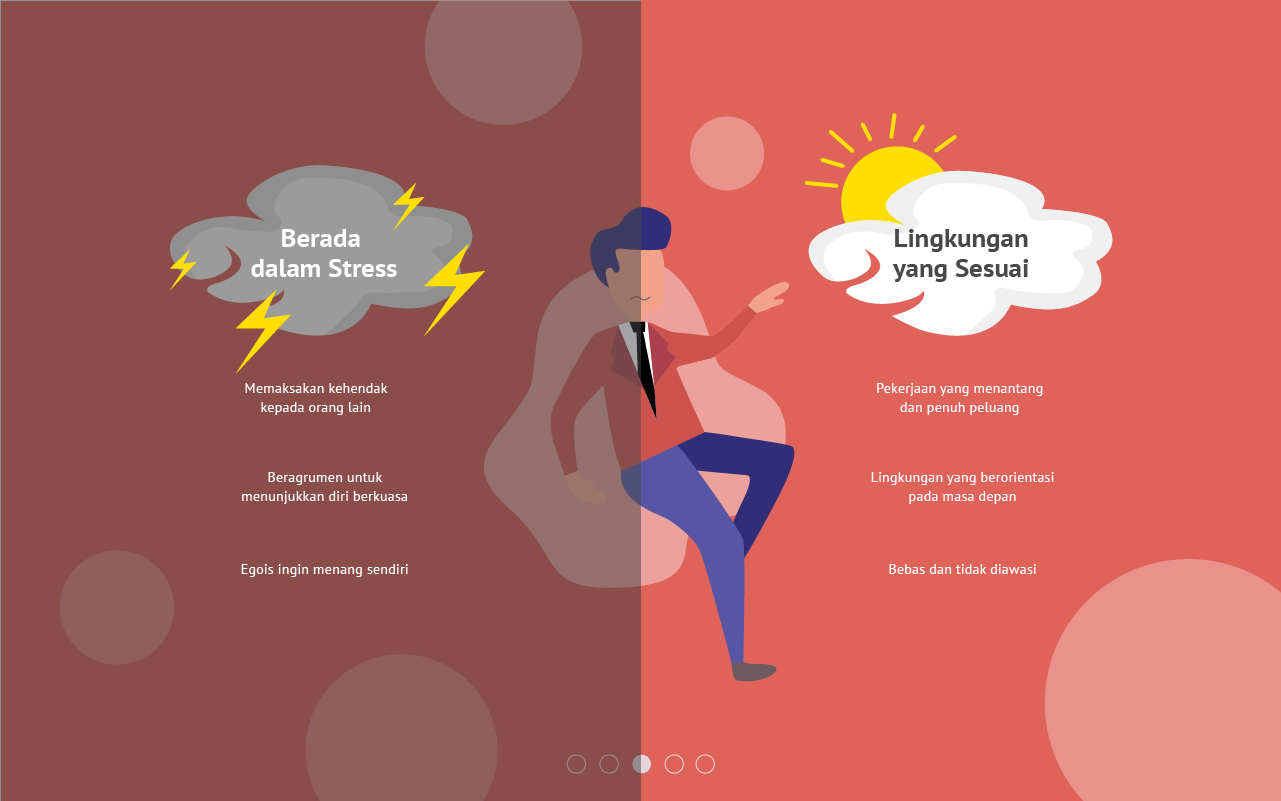 Berada
dalam Stress
Memaksakan kehendak
kepada orang lain
Beragrumen untuk
menunjukkan diri berkuasa
Egois ingin menang sendiri
Lingkungan
yang Sesuai
Pekerjaan yang menantang
dan penuh peluang
Lingkungan yang berorientasi
pada masa depan
Bebas dan tidak diawasi